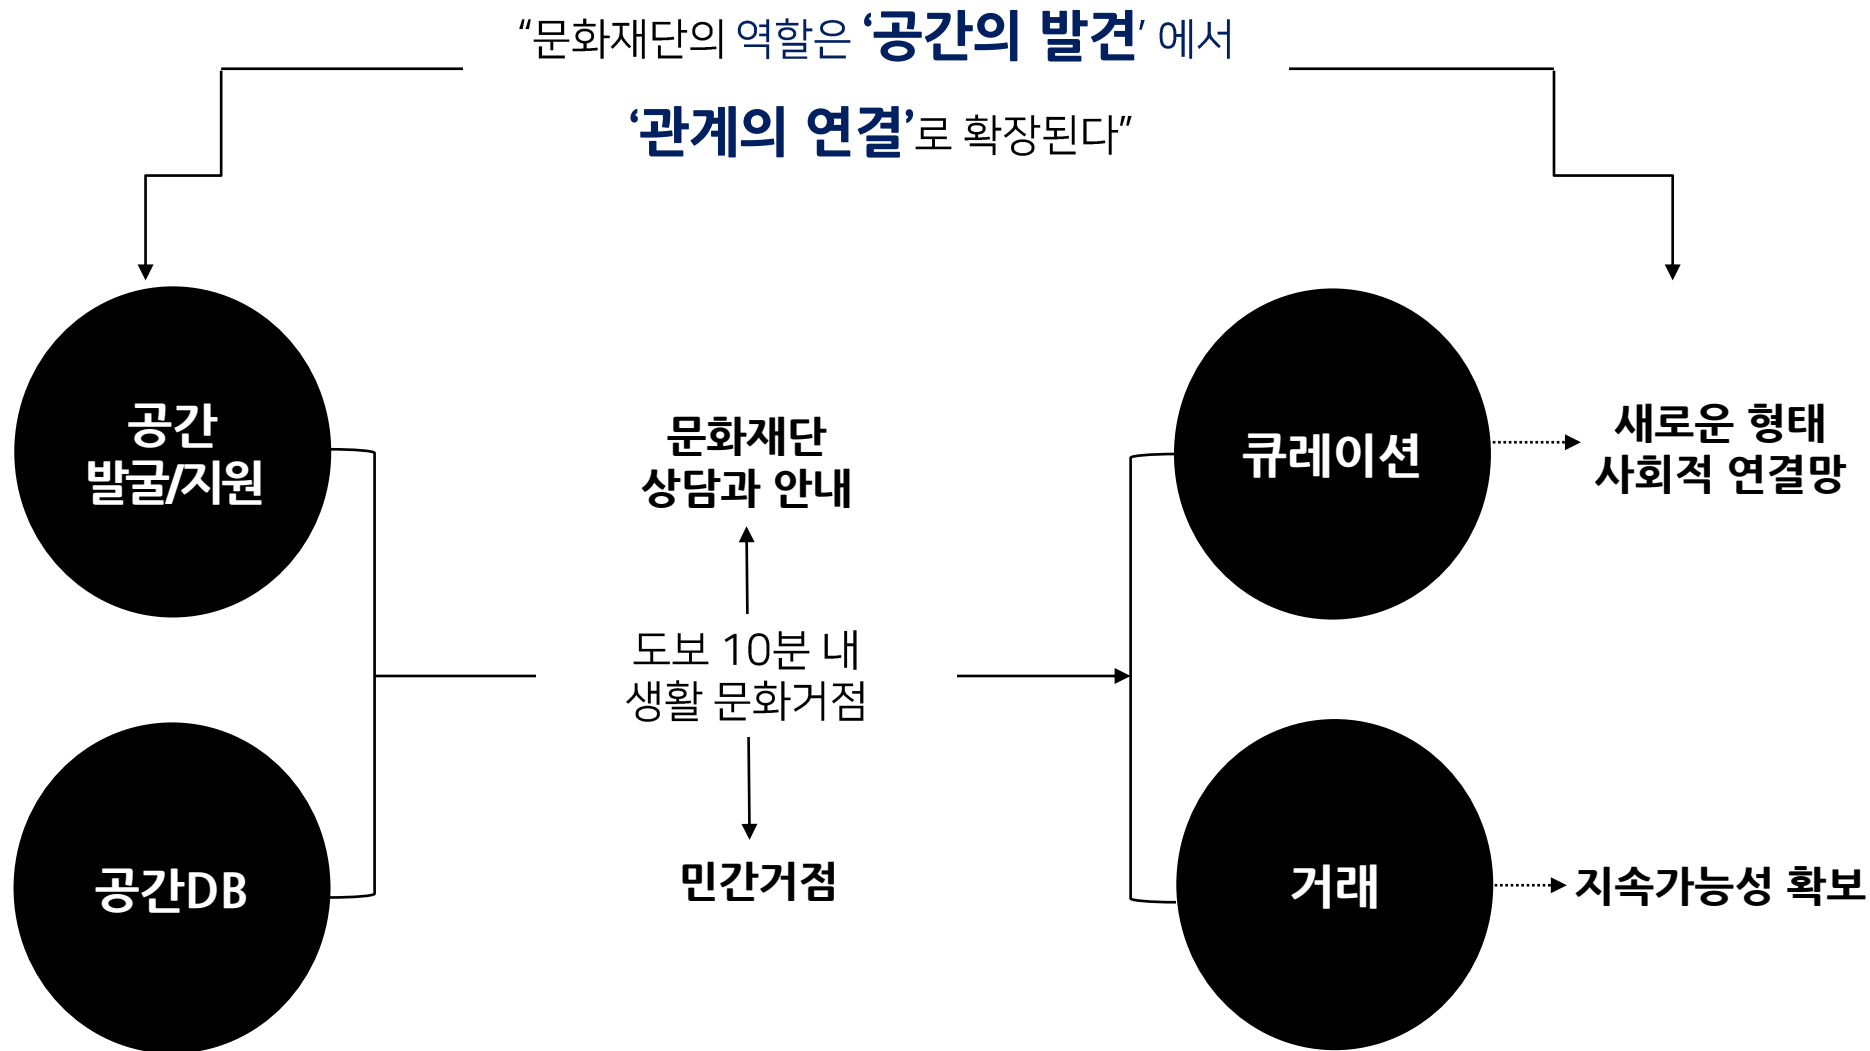 “문화재단의 역할은 ‘공간의 발견’ 에서
‘관계의 연결’로 확장된다”
공간
발굴/지원
문화재단
상담과 안내
큐레이션
새로운 형태
사회적 연결망
도보 10분 내
생활 문화거점
공간DB
민간거점
거래
지속가능성 확보